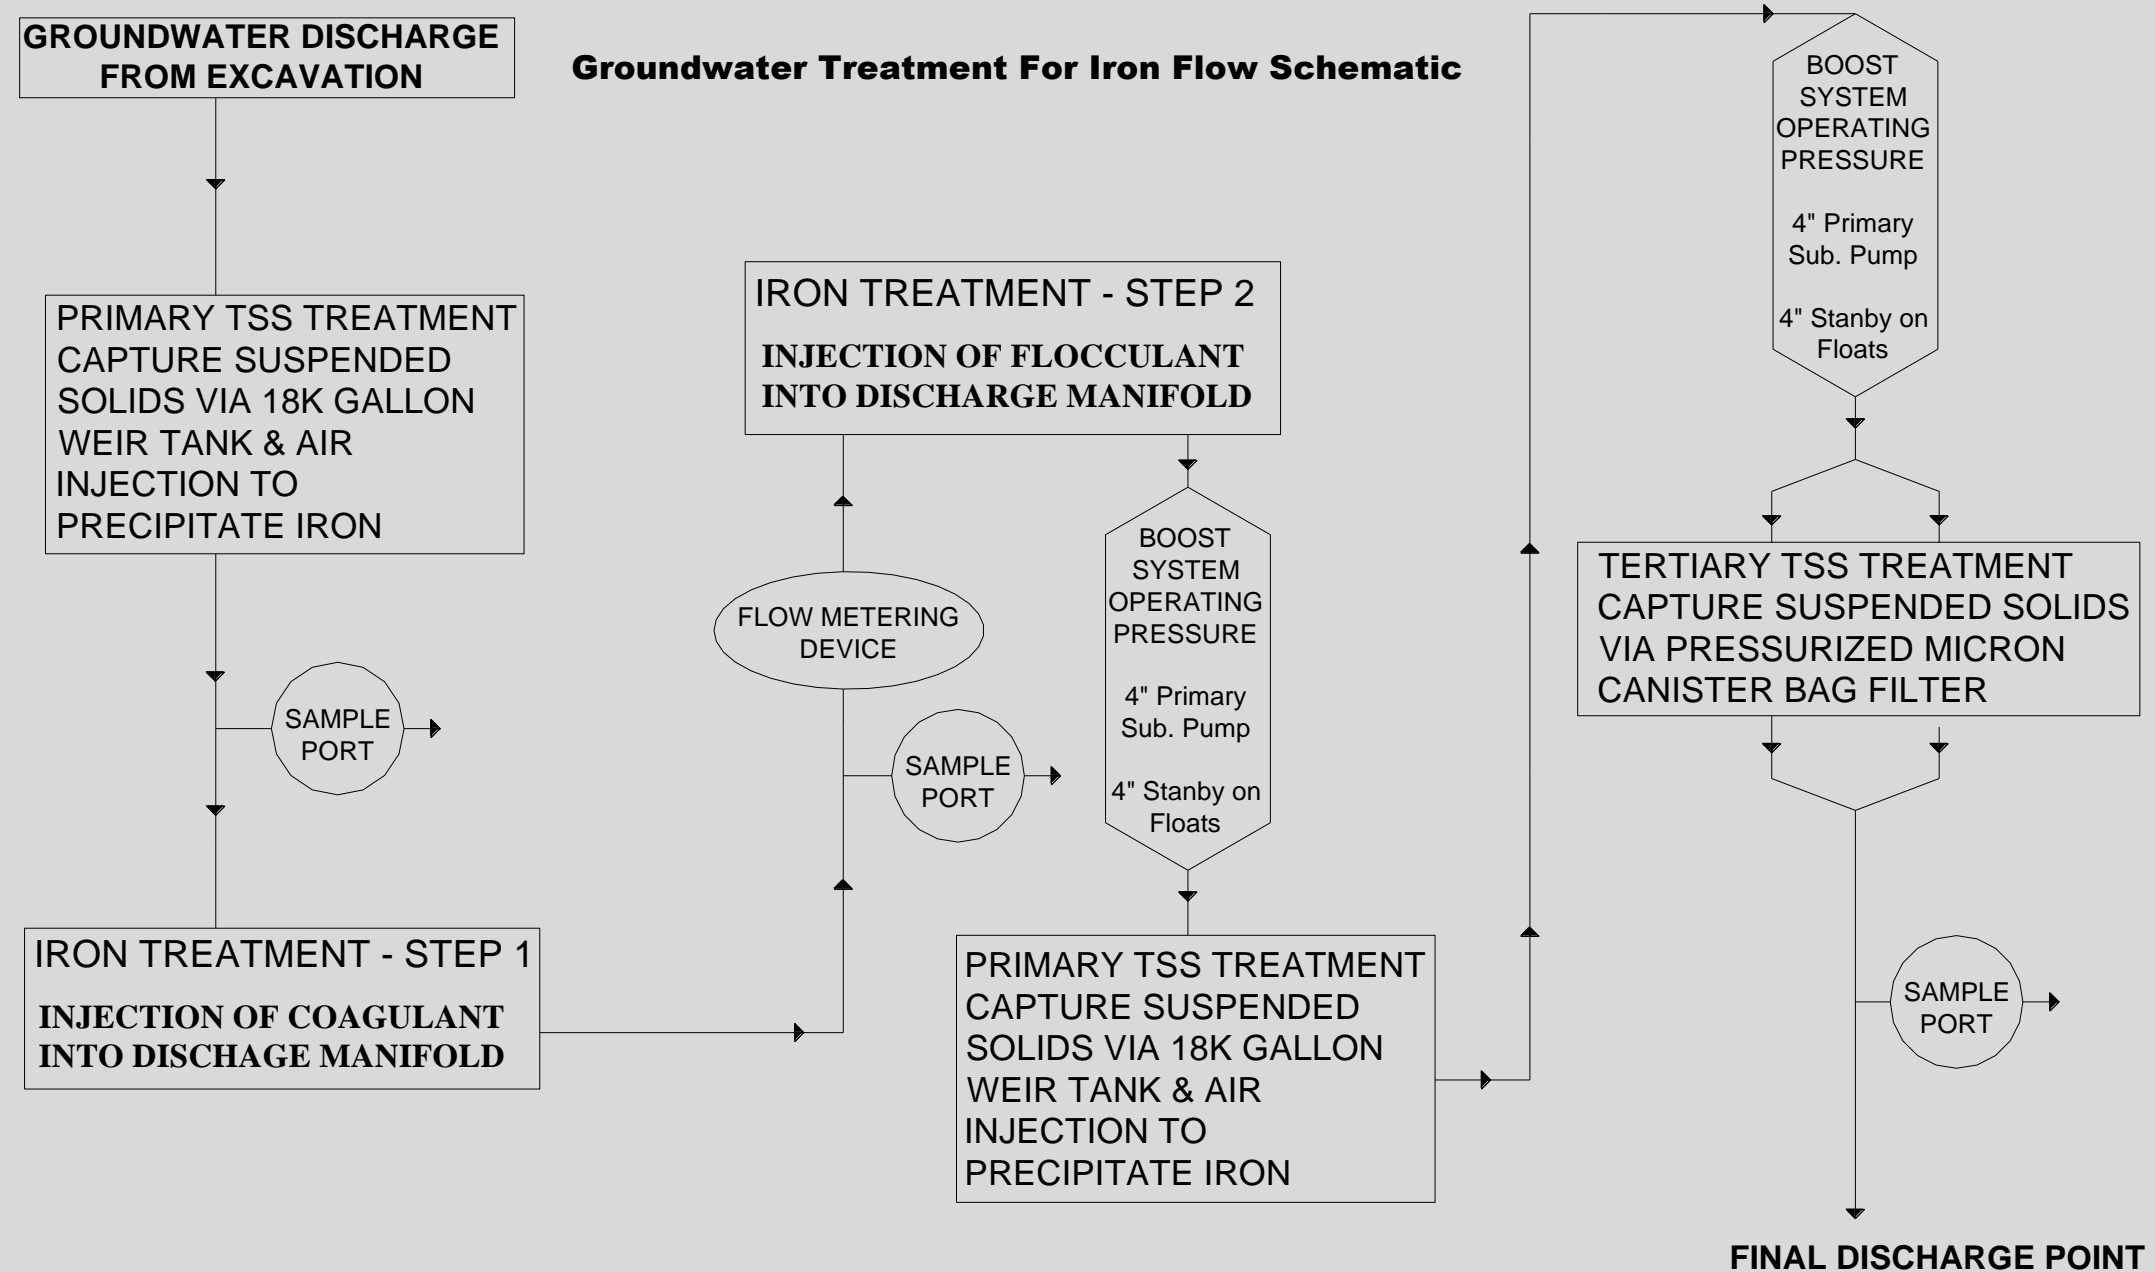 GROUNDWATER DISCHARGE
FROM EXCAVATION
Groundwater Treatment For Iron Flow Schematic
PRIMARY TSS TREATMENT
CAPTURE SUSPENDED
SOLIDS VIA 18K GALLON
WEIR TANK & AIR
INJECTION TO
PRECIPITATE IRON
SAMPLE
PORT
IRON TREATMENT - STEP 1
INJECTION OF COAGULANT
INTO DISCHAGE MANIFOLD
SAMPLE
PORT
FLOW METERING
DEVICE
IRON TREATMENT - STEP 2
INJECTION OF FLOCCULANT
INTO DISCHARGE MANIFOLD
BOOST
SYSTEM
OPERATING
PRESSURE
4" Primary
Sub. Pump
4" Stanby on
Floats
PRIMARY TSS TREATMENT
CAPTURE SUSPENDED
SOLIDS VIA 18K GALLON
WEIR TANK & AIR
INJECTION TO
PRECIPITATE IRON
BOOST
SYSTEM
OPERATING
PRESSURE
4" Primary
Sub. Pump
4" Stanby on
Floats
TERTIARY TSS TREATMENT
CAPTURE SUSPENDED SOLIDS
VIA PRESSURIZED MICRON
CANISTER BAG FILTER
SAMPLE
PORT
FINAL DISCHARGE POINT